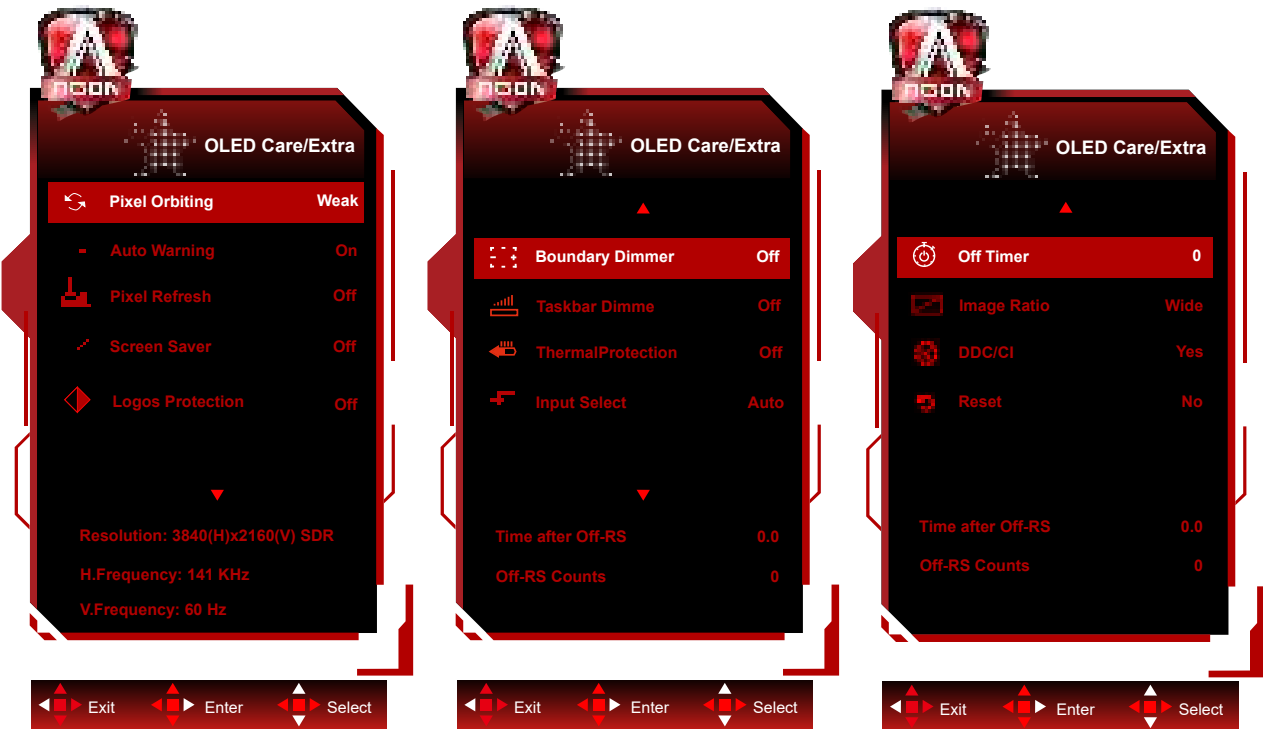 AGON
OLED Care/Extra
Pixel Orbiting Weak
Auto Warning On
Pixel Refresh Off
Screen Saver Off
Logos Protection Off
Resolution: 3840(H)x2160(V) SDR
H.Frequency: 141 KHz
V.Frequency: 60 Hz
Exit Enter Select
AGON
OLED Care/Extra
Boundary Dimmer Off
Taskbar Dimme Off
ThermalProtection Off
Input Select Auto
Time after Off-RS 0.0
Off-RS Counts 0
Exit Enter Select
AGON
OLED Care/Extra
Off Timer 0
Image Ratio Wide
DDC/CI Yes
Reset No
Time after Off-RS 0.0
Off-RS Counts 0
Exit Enter Select